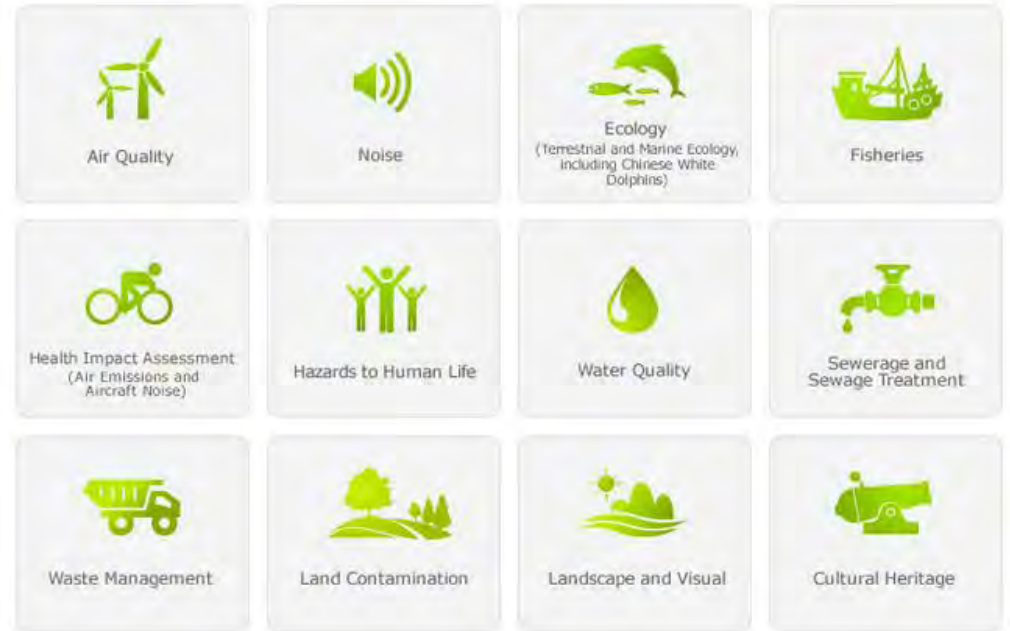 Air Quality
Noise
Ecology
(Terrestrial and Marine Ecology,
including Chinese White
Dolphins)
Fisheries
Health Impact Assessment
(Air Emissions and
Aircraft Noise)
Hazards to Human Life
Water Quality
Sewerage and
Sewage Treatment
Waste Management
Land Contamination
Landscape and Visual
Cultural Heritage